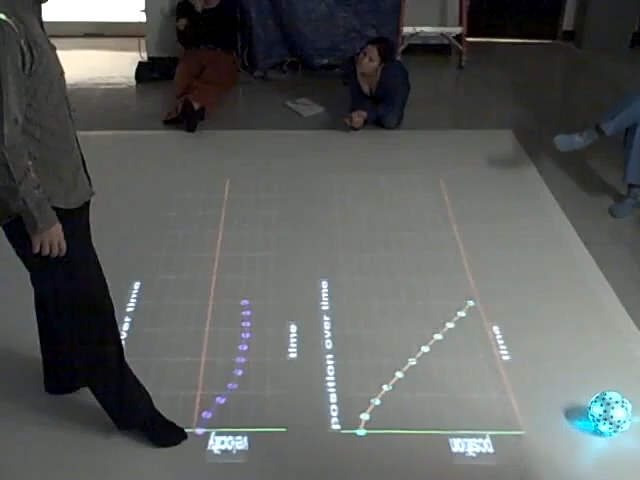 over time
time
position over time
time
velocity
position